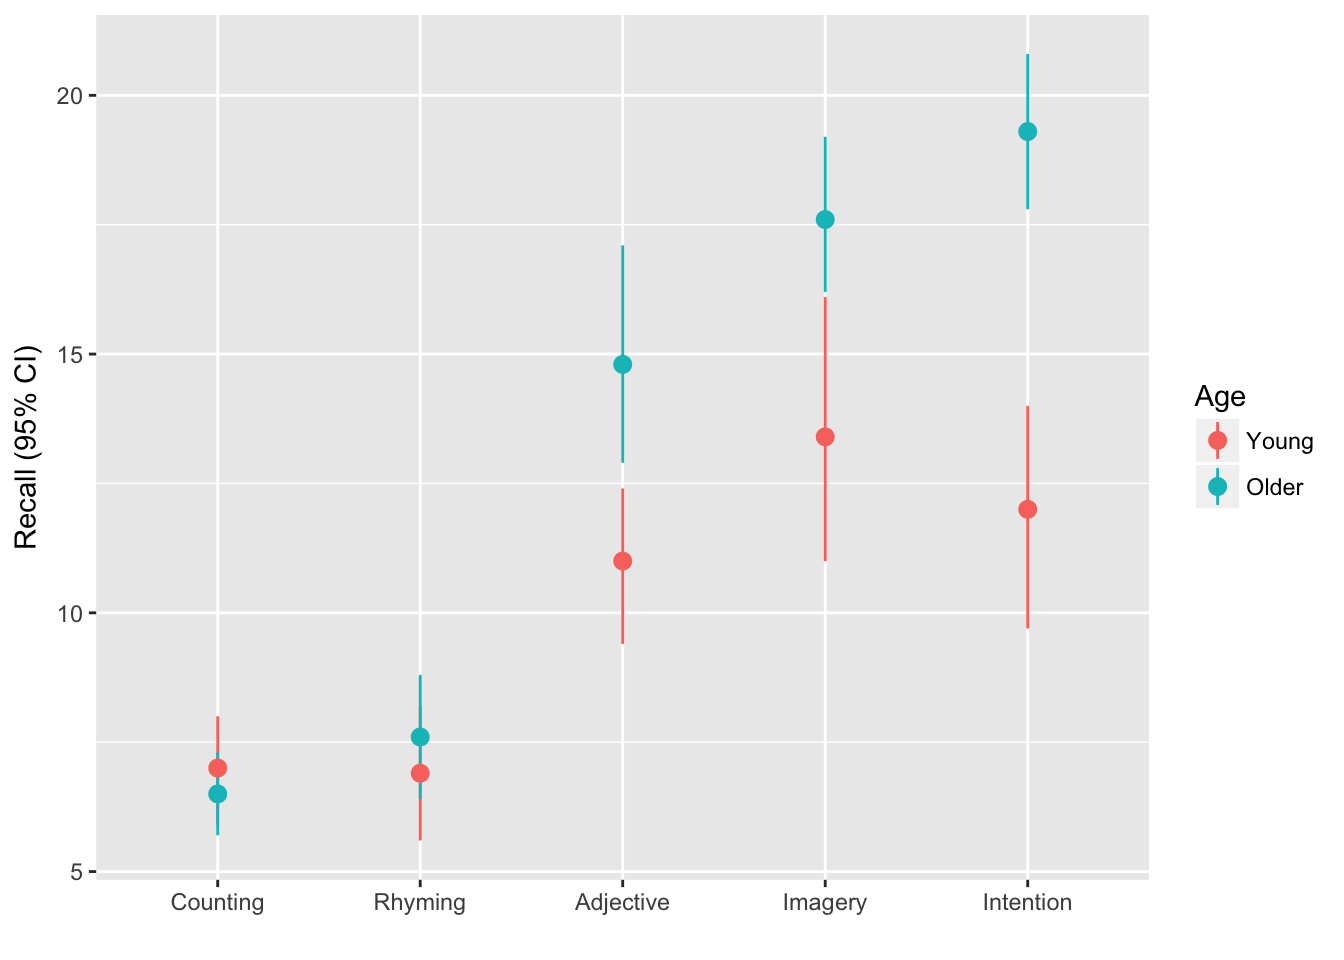 20
15
10
5
Recall (95% CI)
Counting
Rhyming
Adjective
Imagery
Intention
Age
Young
Older